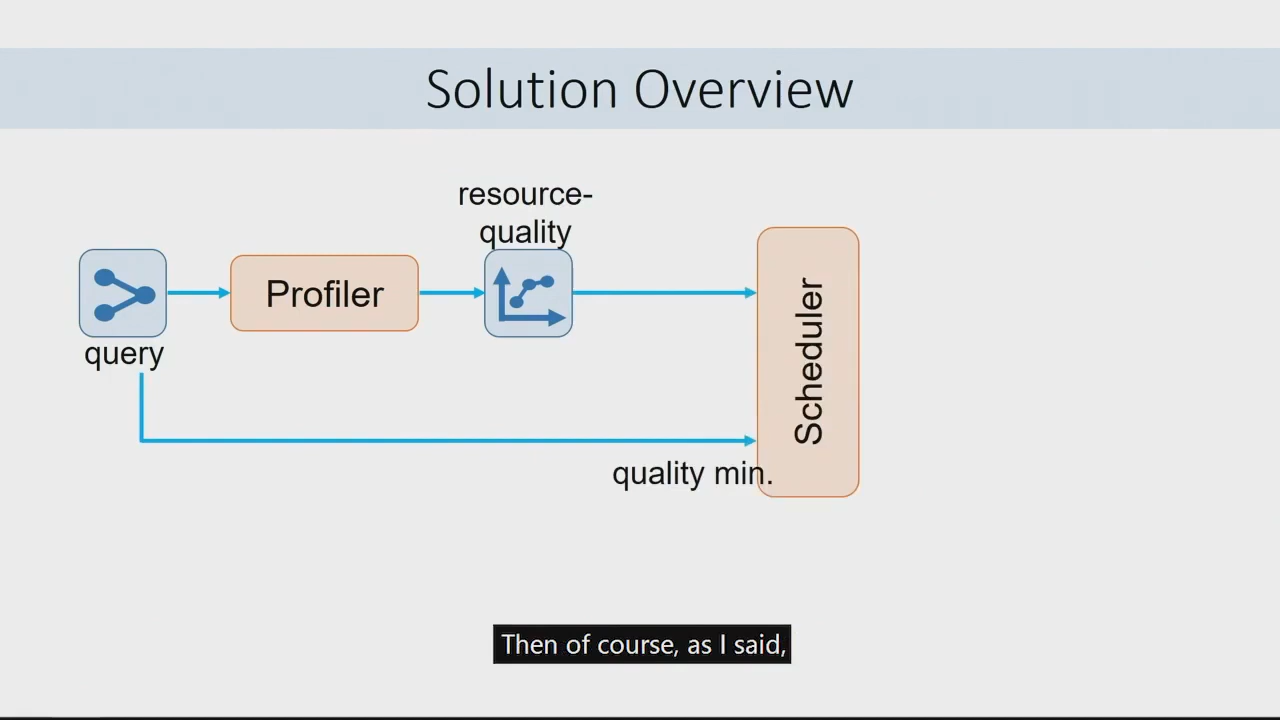 Solution Overview
resource-
quality
Profiler
query
Scheduler
quality min.
Then of course, as I said,